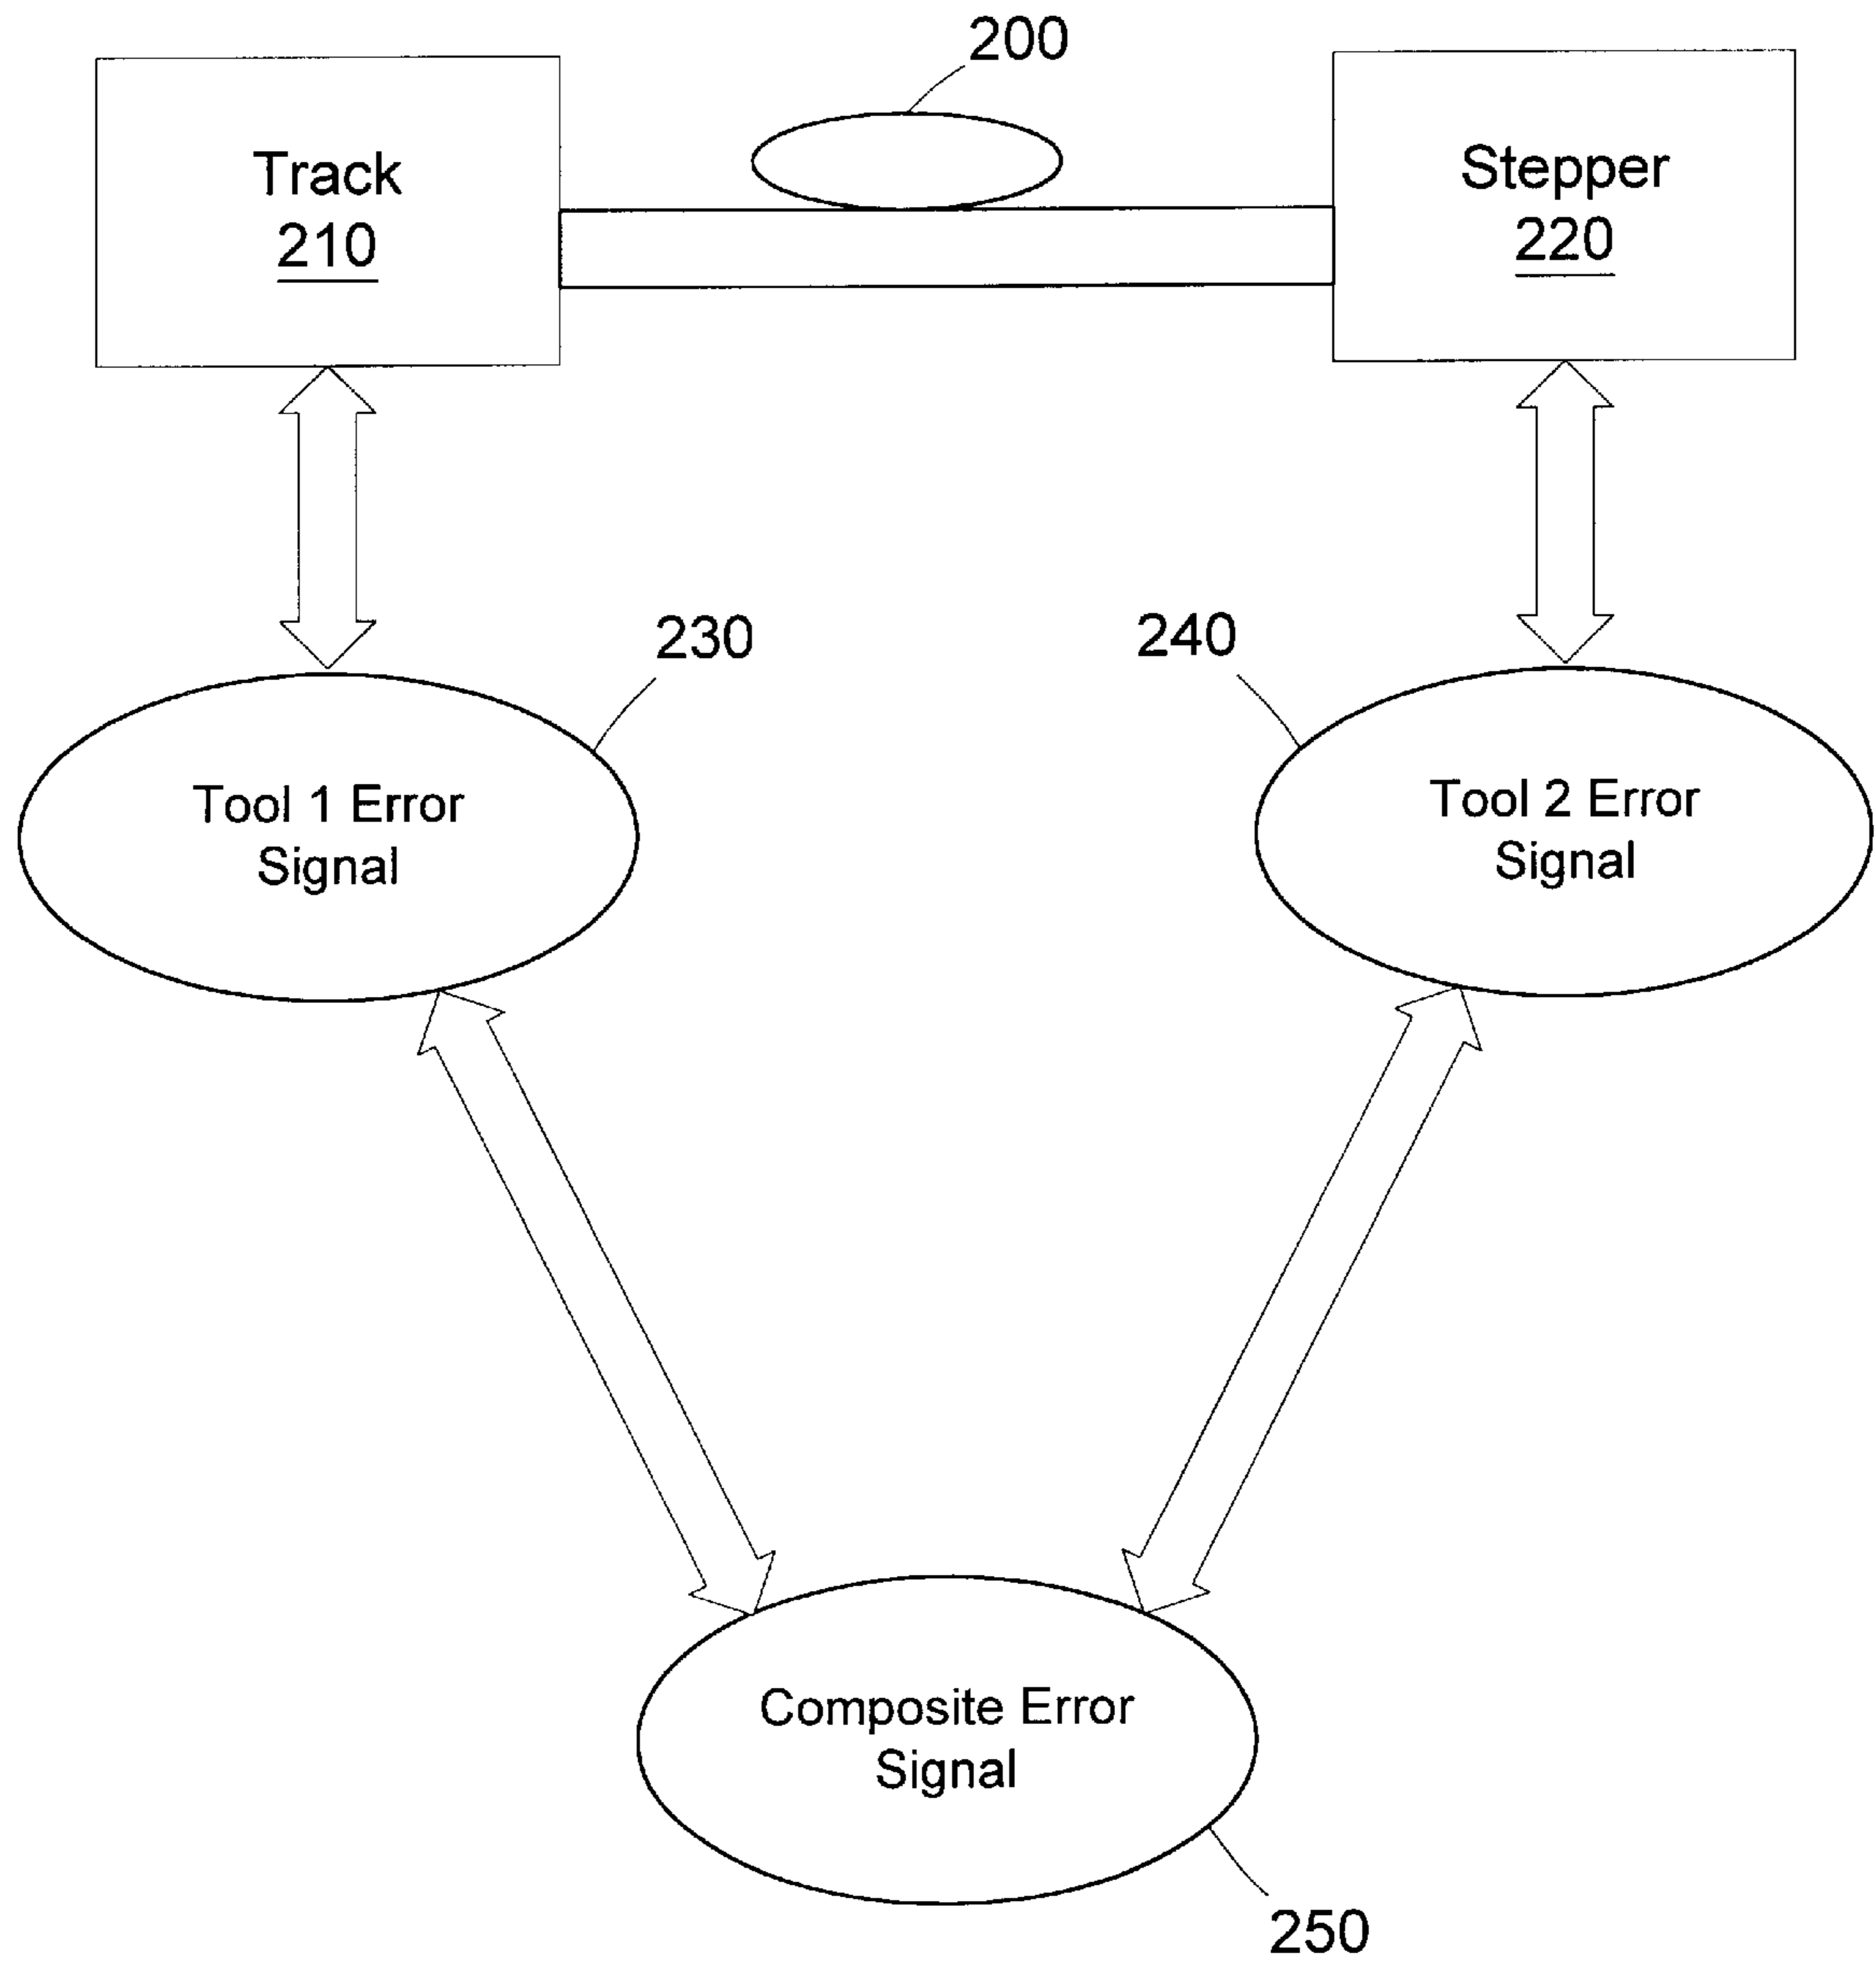 200
Track
210
Stepper
220
230
240
Tool 1 Error
Signal
Tool 2 Error
Signal
Composite Error
Signal
250